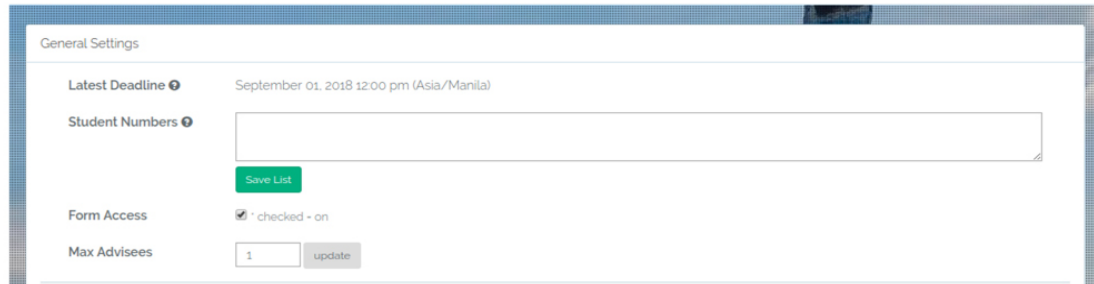 General Settings
Latest Deadline
September 01, 2018 12:00 pm (Asia/Manila)
Student Numbers
Save List
Form Access
* checked - on
Max Advisees
1
update